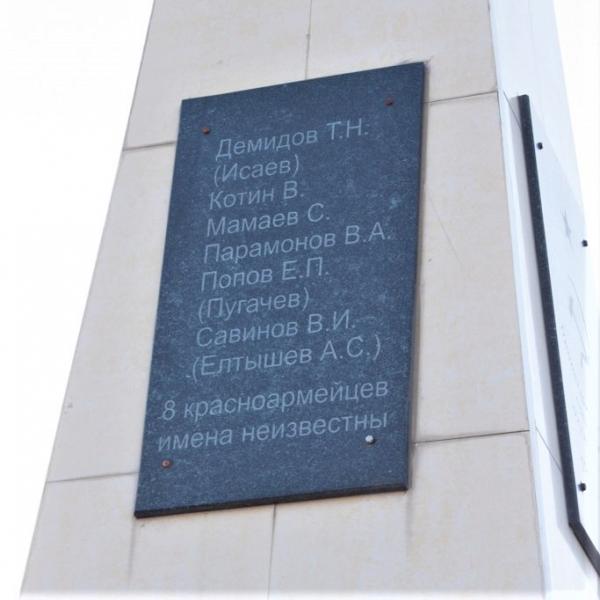 Демидов Т.Н.
(Исаев)
Котин В.
Мамаев С.
Парамонов В.А.
Попов Е.П.
(Пугачев)
Савинов В.И.
(Елтышев А.С.)
8 красноармейцев
имена неизвестны